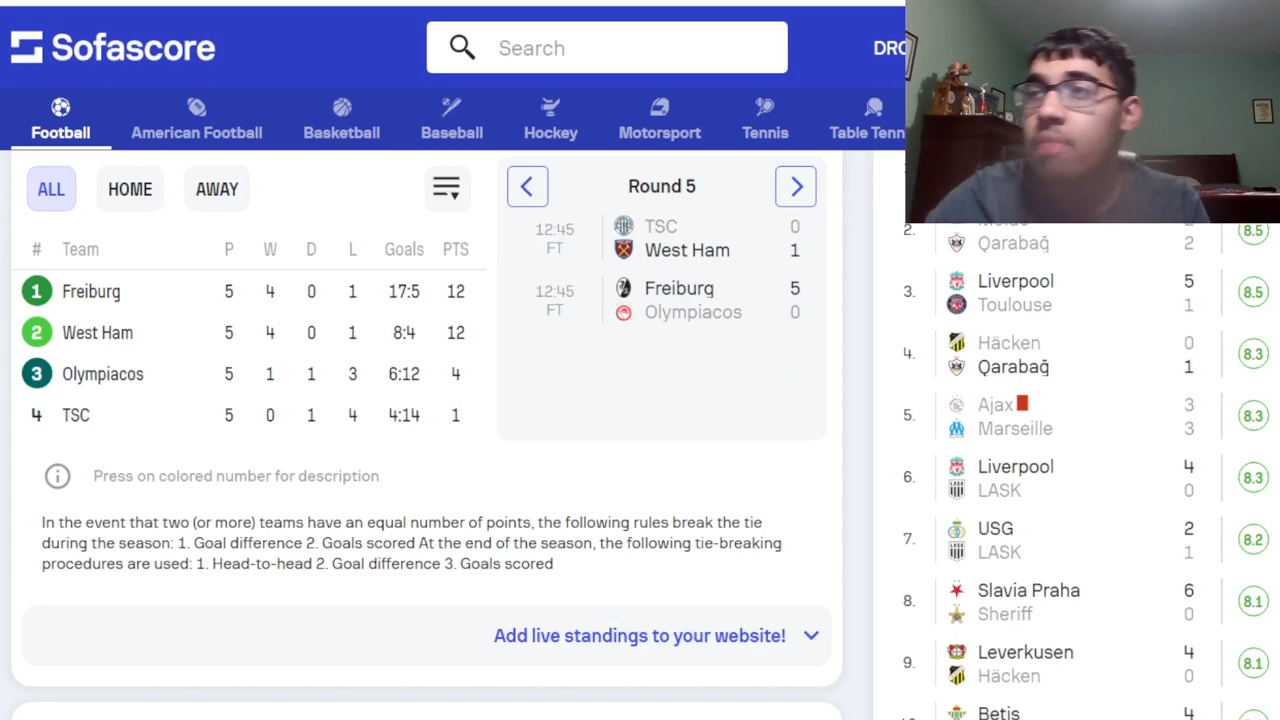 Sofascore
Search
DRO
Football
American Football
Basketball
Baseball
Hockey
Motorsport
Tennis
Table Tenn
ALL
HOME
AWAY
# Team P W D L Goals PTS
1 Freiburg 5 4 0 1 17:5 12
2 West Ham 5 4 0 1 8:4 12
3 Olympiacos 5 1 1 3 6:12 4
4 TSC 5 0 1 4 4:14 1
Round 5
12:45 TSC 0
FT West Ham 1
12:45 Freiburg 5
FT Olympiacos 0
Press on colored number for description
In the event that two (or more) teams have an equal number of points, the following rules break the tie
during the season: 1. Goal difference 2. Goals scored At the end of the season, the following tie-breaking
procedures are used: 1. Head-to-head 2. Goal difference 3. Goals scored
Add live standings to your website!
2. 8.5
Qarabağ 2
3. Liverpool 5 8.5
Toulouse 1
4. Häcken 0 8.3
Qarabağ 1
5. Ajax 3 8.3
Marseille 3
6. Liverpool 4 8.3
LASK 0
7. USG 2 8.2
LASK 1
8. Slavia Praha 6 8.1
Sheriff 0
9. Leverkusen 4 8.1
Häcken 0
Betis 4